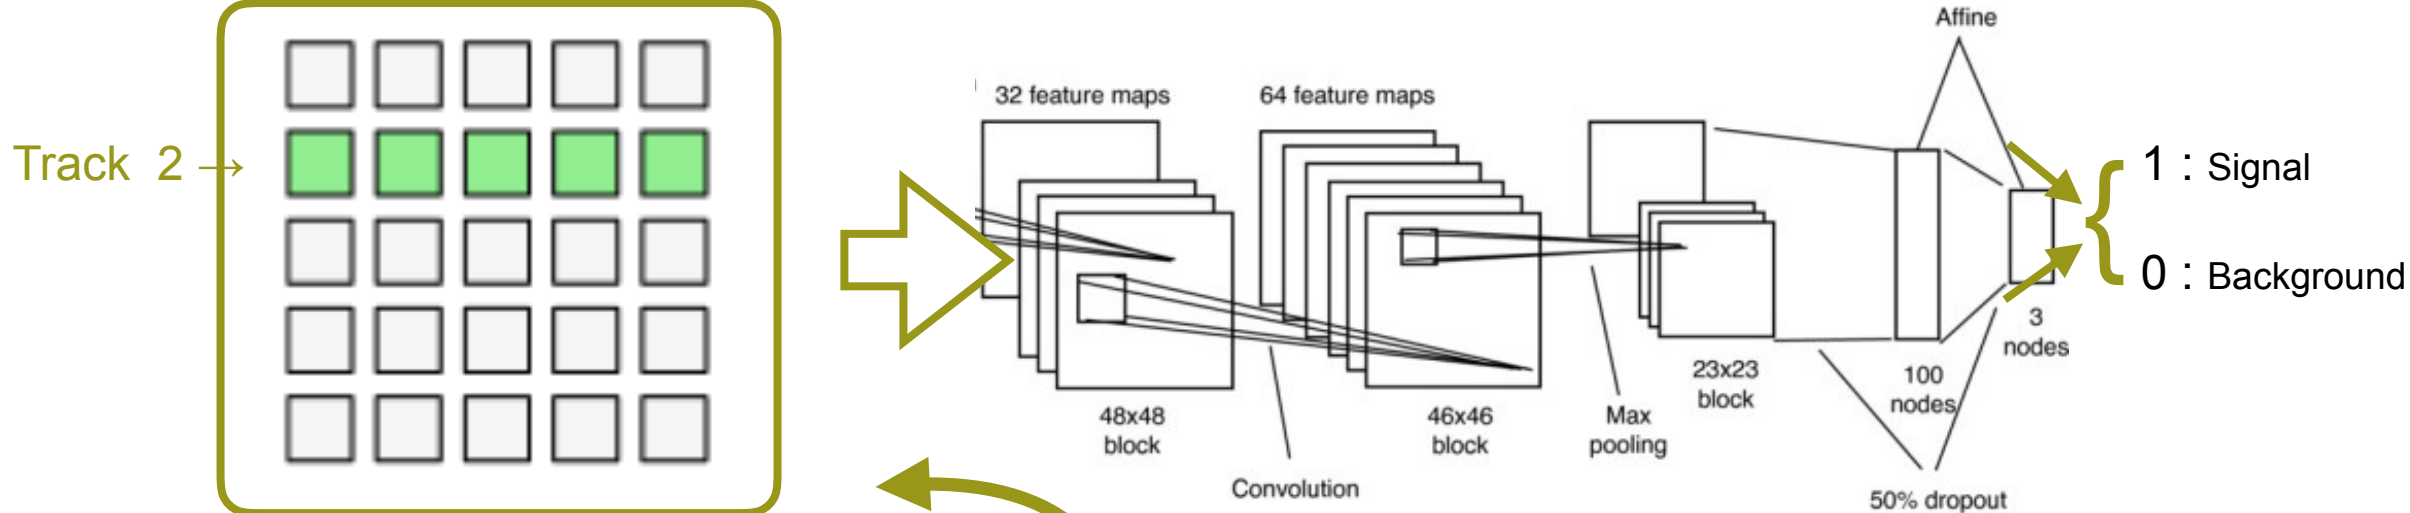 Track 2 →
32 feature maps
64 feature maps
Affine
48x48
block
Convolution
46x46
block
Max
pooling
23x23
block
100
nodes
3
nodes
50% dropout
1 : Signal
0 : Background